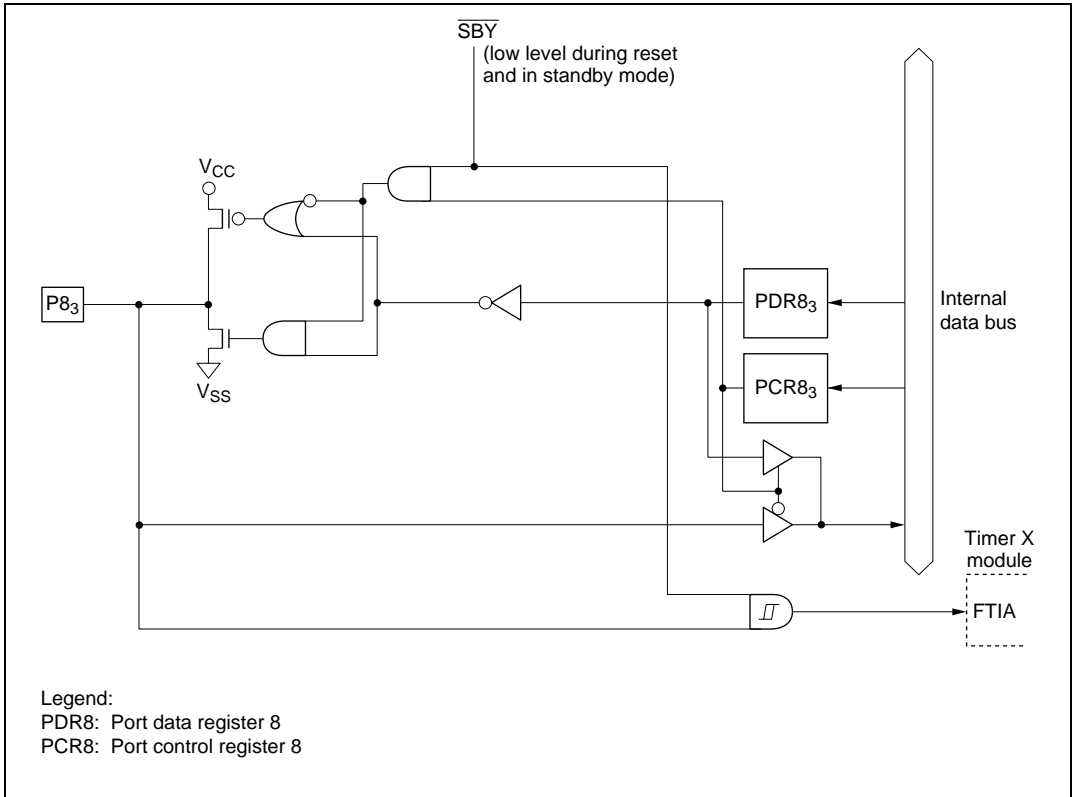 SBY
(low level during reset
and in standby mode)
VCC
P83
VSS
PDR83
PCR83
Internal
data bus
Timer X
module
FTIA
Legend:
PDR8: Port data register 8
PCR8: Port control register 8